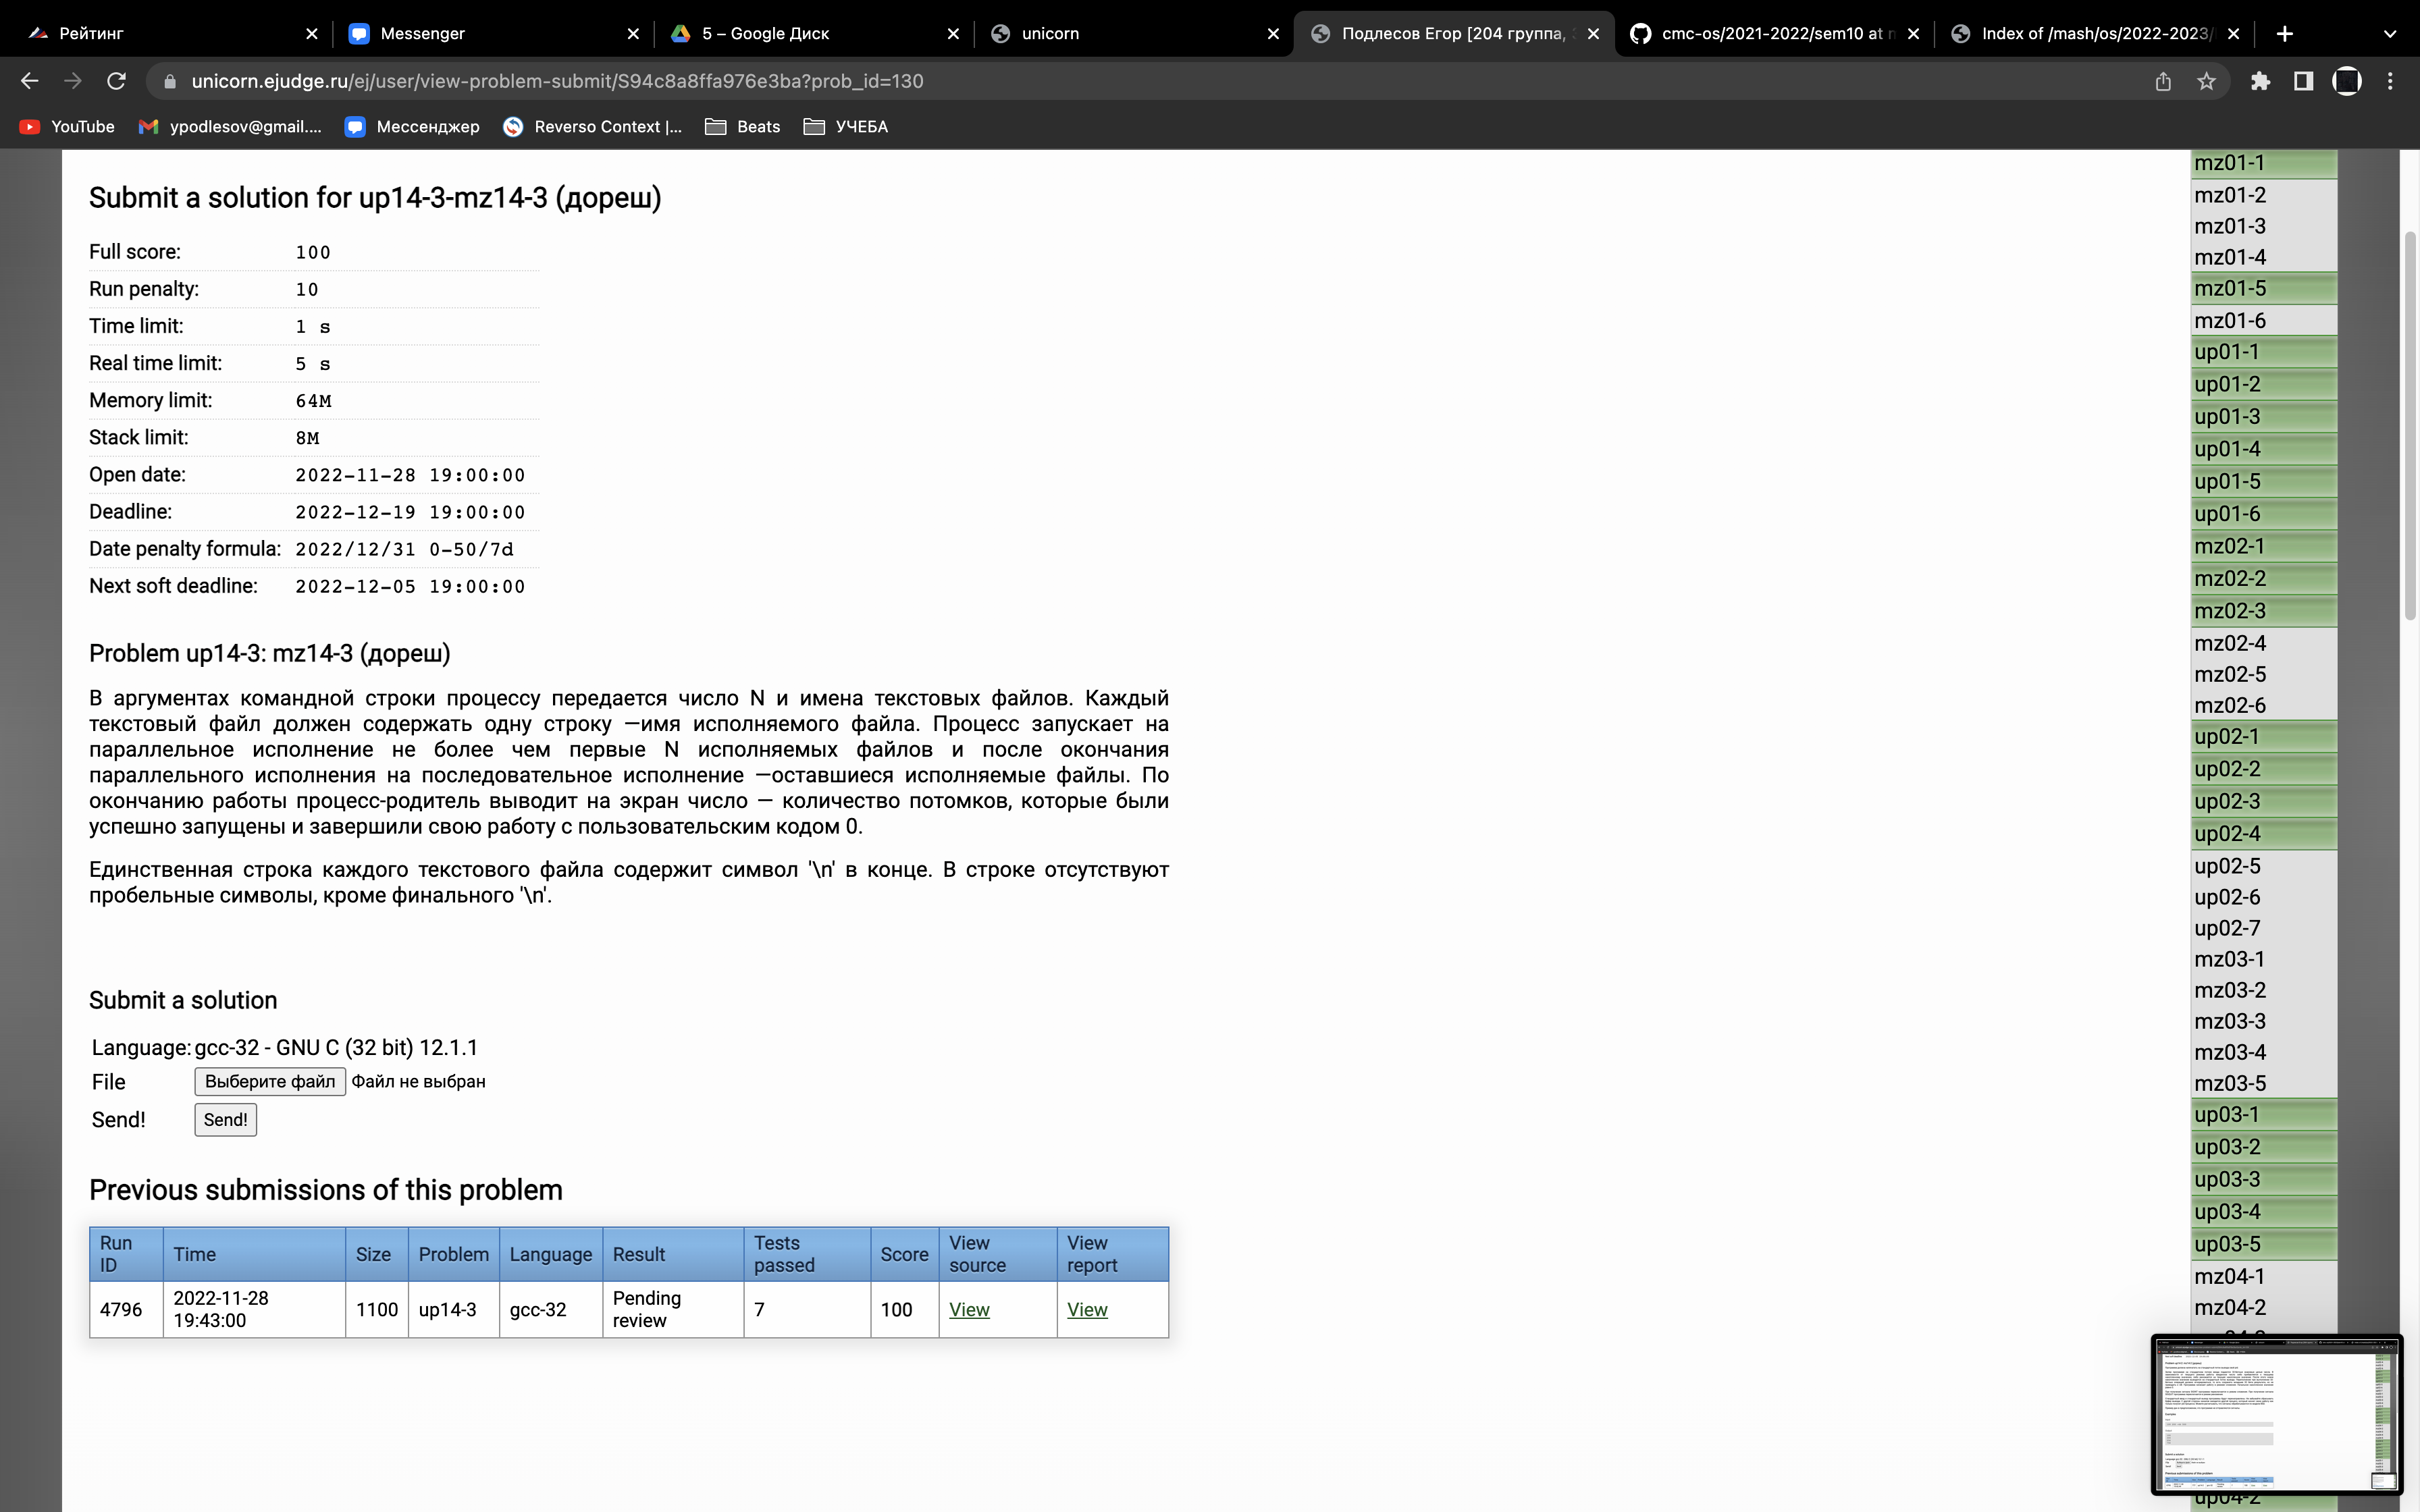 Рейтинг
Messenger
5 – Google Диск
unicorn
Подлесов Егор [204 группа,
cmc-os/2021-2022/sem10 at
Index of /mash/os/2022-2023/
unicorn.ejudge.ru/ej/user/view-problem-submit/S94c8a8ffa976e3ba?prob_id=130
YouTube
ypodlesov@gmail....
Мессенджер
Reverso Context |...
Beats
УЧЕБА
Submit a solution for up14-3-mz14-3 (дореш)
Full score: 100
Run penalty: 10
Time limit: 1 s
Real time limit: 5 s
Memory limit: 64M
Stack limit: 8M
Open date: 2022-11-28 19:00:00
Deadline: 2022-12-19 19:00:00
Date penalty formula: 2022/12/31 0-50/7d
Next soft deadline: 2022-12-05 19:00:00
Problem up14-3: mz14-3 (дореш)
В аргументах командной строки процессу передается число N и имена текстовых файлов. Каждый
текстовый файл должен содержать одну строку —имя исполняемого файла. Процесс запускает на
параллельное исполнение не более чем первые N исполняемых файлов и после окончания
параллельного исполнения на последовательное исполнение —оставшиеся исполняемые файлы. По
окончанию работы процесс-родитель выводит на экран число — количество потомков, которые были
успешно запущены и завершили свою работу с пользовательским кодом 0.
Единственная строка каждого текстового файла содержит символ '\n' в конце. В строке отсутствуют
пробельные символы, кроме финального '\n'.
Submit a solution
Language: gcc-32 - GNU C (32 bit) 12.1.1
File Выберите файл Файл не выбран
Send! Send!
Previous submissions of this problem
Run ID Time Size Problem Language Result Tests passed Score View source View report
4796 2022-11-28 19:43:00 1100 up14-3 gcc-32 Pending review 7 100 View View
mz01-1
mz01-2
mz01-3
mz01-4
mz01-5
mz01-6
up01-1
up01-2
up01-3
up01-4
up01-5
up01-6
mz02-1
mz02-2
mz02-3
mz02-4
mz02-5
mz02-6
up02-1
up02-2
up02-3
up02-4
up02-5
up02-6
up02-7
mz03-1
mz03-2
mz03-3
mz03-4
mz03-5
up03-1
up03-2
up03-3
up03-4
up03-5
mz04-1
mz04-2
up04-2